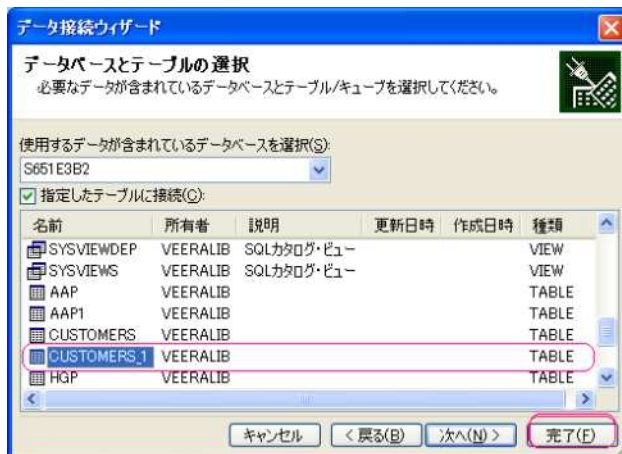 データ接続ウィザード
データベースとテーブルの選択
必要なデータが含まれているデータベースとテーブル/キューブを選択してください。
使用するデータが含まれているデータベースを選択(S):
S651E3B2
指定したテーブルに接続(C):
名前 所有者 説明 更新日時 作成日時 種類
SYSVIEWDEP VEERALIB SQLカタログ・ビュー VIEW
SYSVIEWS VEERALIB SQLカタログ・ビュー VIEW
AAP VEERALIB TABLE
AAP1 VEERALIB TABLE
CUSTOMERS VEERALIB TABLE
CUSTOMERS_1 VEERALIB TABLE
HGP VEERALIB TABLE
キャンセル < 戻る(B) 次へ(N) > 完了(F)